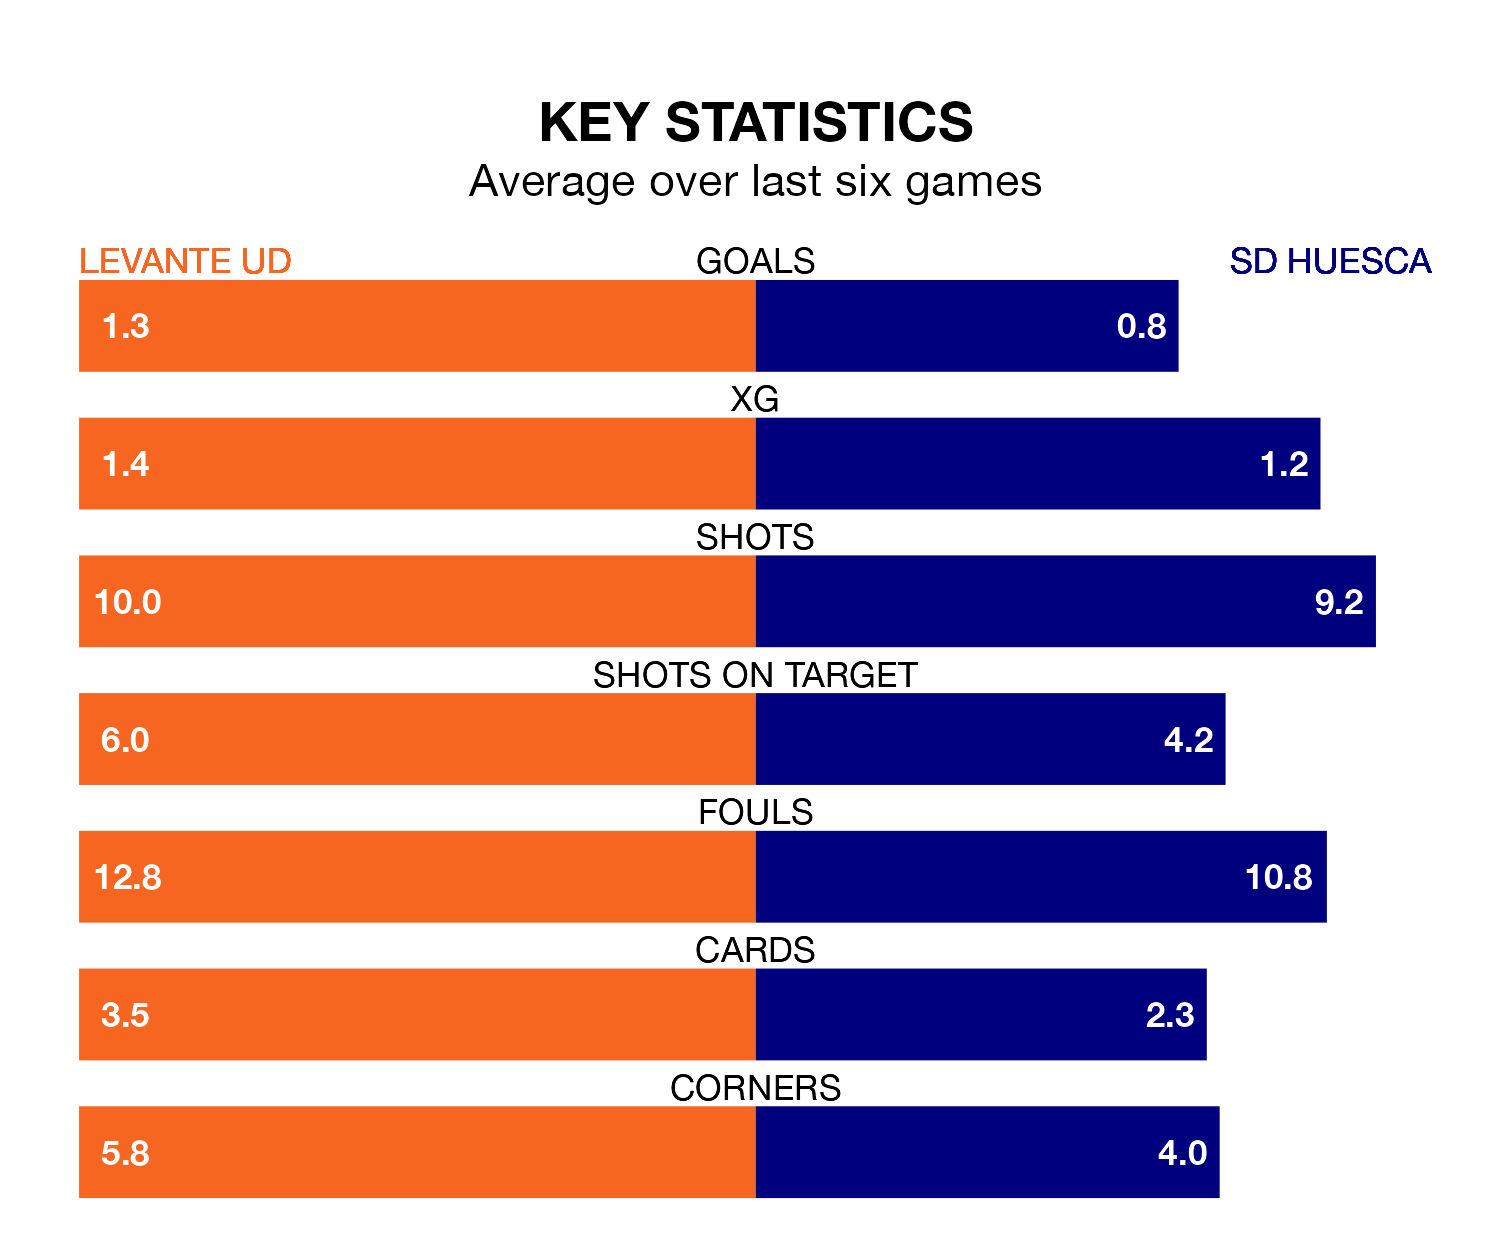 KEY STATISTICS
Average over last six games
LEVANTE UD GOALS SD HUESCA
1.3 0.8
XG
1.4 1.2
SHOTS
10.0 9.2
SHOTS ON TARGET
6.0 4.2
FOULS
12.8 10.8
CARDS
3.5 2.3
CORNERS
5.8 4.0